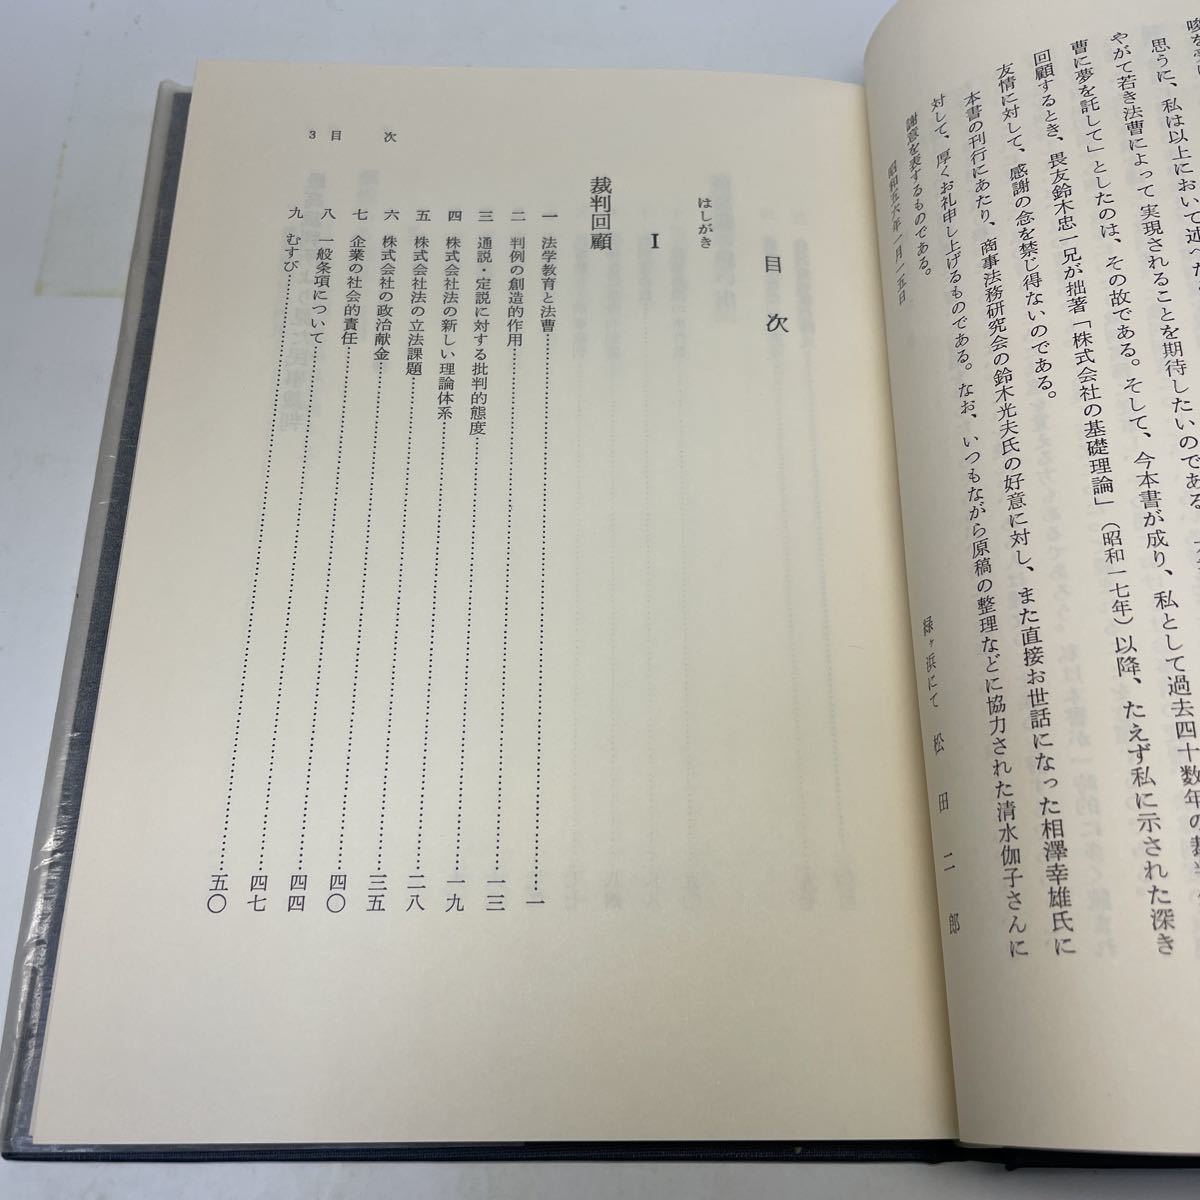 思うに、私は以上において述べた
やがて若き法曹によって実現されることを期待したいのである。
曹に夢を託して」としたのは、その故である。そして、今本書が成り、私として過去四十数年の裁判
回顧するとき、畏友鈴木忠一兄が拙著「株式会社の基礎理論」(昭和一七年)以降、たえず私に示された深き
友情に対して、感謝の念を禁じ得ないのである。
本書の刊行にあたり、商事法務研究会の鈴木光夫氏の好意に対し、また直接お世話になった相澤幸雄氏に
対して、厚くお礼申し上げるものである。なお、いつもながら原稿の整理などに協力された清水伽子さんに
謝意を表するものである。
昭和五六年一月一五日
緑ヶ浜にて 松田二郎
目次
はしがき
I
裁判回顧
一 法学教育と法曹……一
二 判例の創造的作用……一三
三 通説・定説に対する批判的態度……一九
四 株式会社法の新しい理論体系……二八
五 株式会社法の立法課題……三五
六 株式会社の政治献金……四〇
七 企業の社会的責任……四四
八 一般条項について……四七
九 むすび……五〇
3 目 次